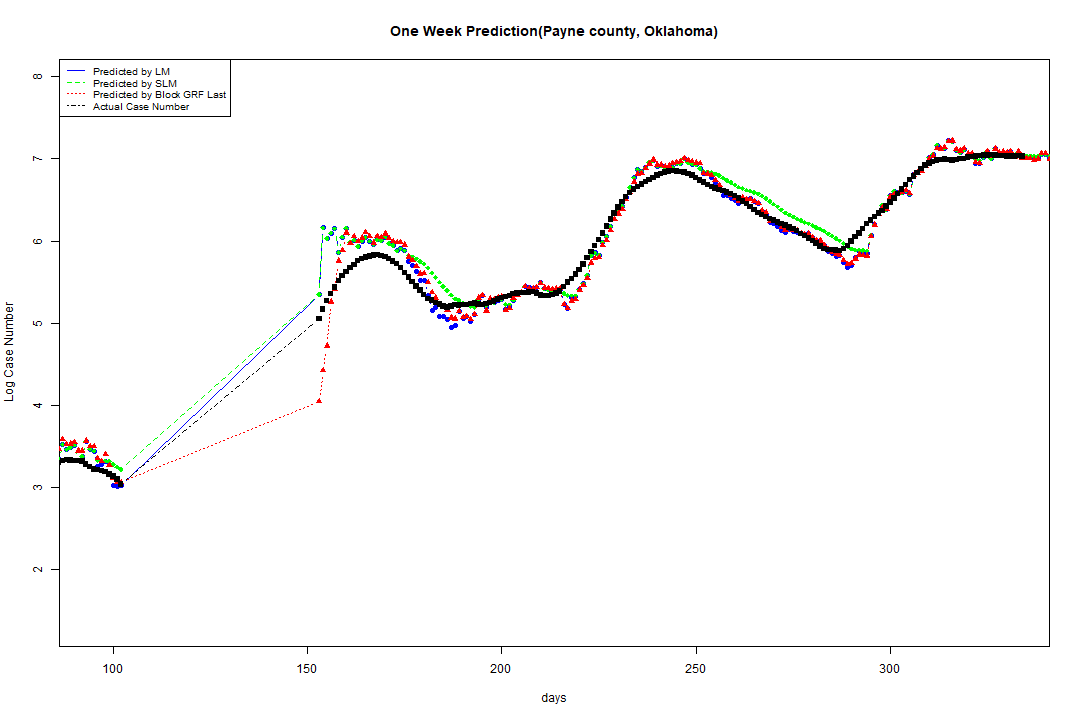 One Week Prediction(Payne county, Oklahoma)
Predicted by LM
Predicted by SLM
Predicted by Block GRF Last
Actual Case Number
8
7
6
5
4
3
2
Log Case Number
100 150 200 250 300
days